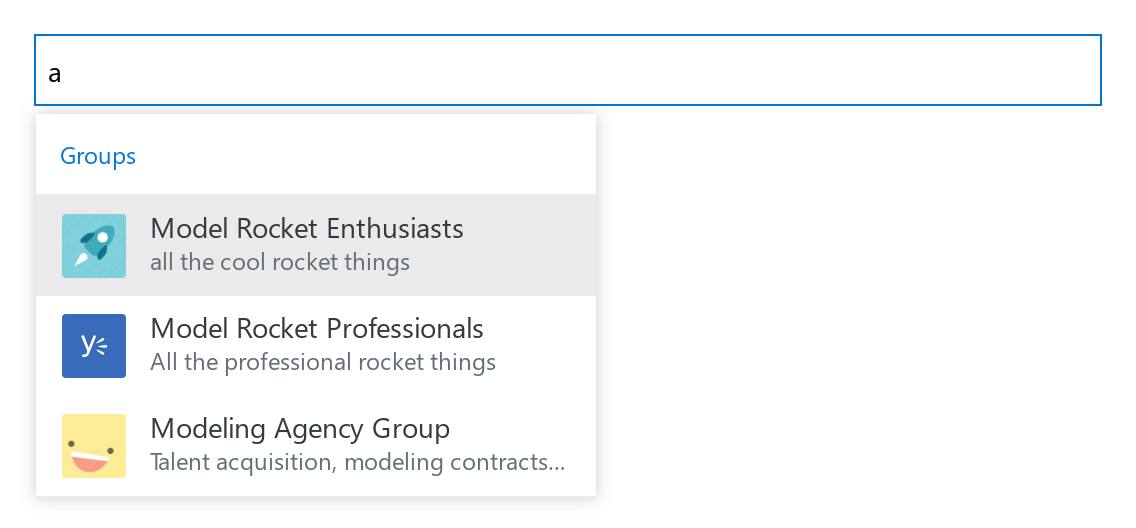 a
Groups
Model Rocket Enthusiasts
all the cool rocket things
Model Rocket Professionals
All the professional rocket things
Modeling Agency Group
Talent acquisition, modeling contracts...